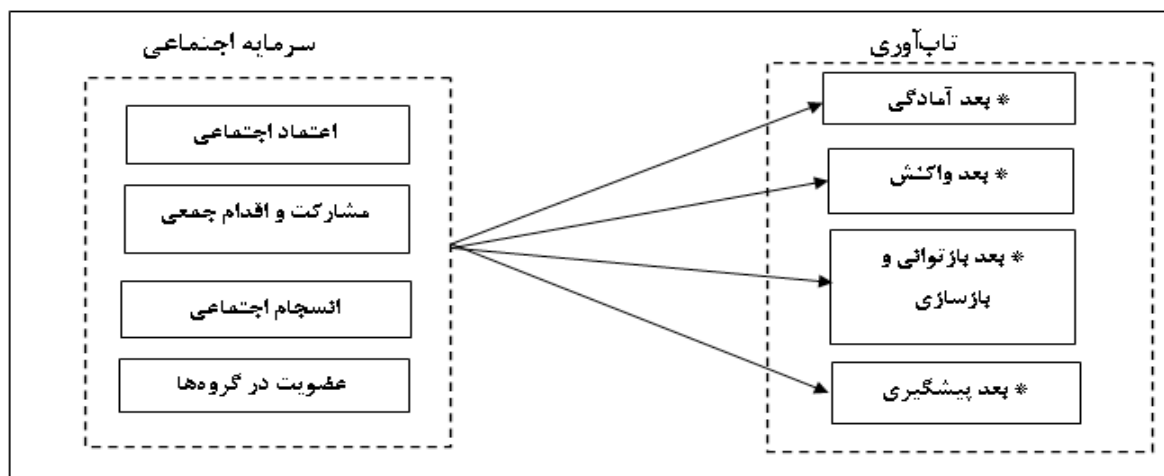 سرمایه اجتماعی
اعتماد اجتماعی
مشارکت و اقدام جمعی
انسجام اجتماعی
عضویت در گروه‌ها
تاب‌آوری
* بعد آمادگی
* بعد واکنش
* بعد بازتوانی و
بازسازی
* بعد پیشگیری